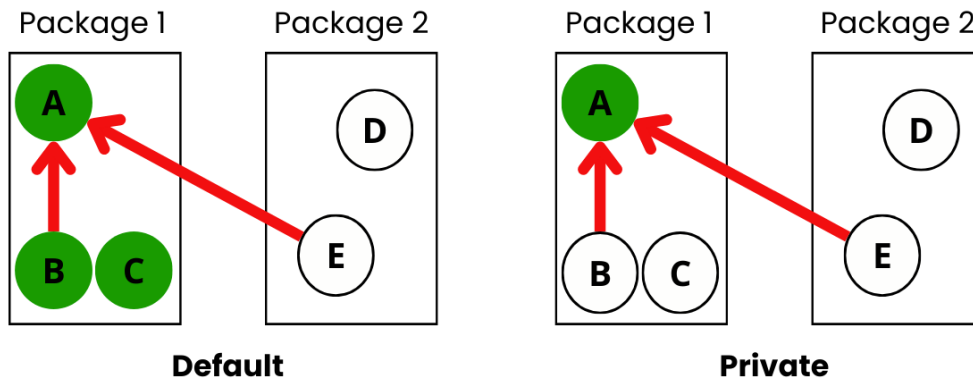 Package 1 Package 2 Package 1 Package 2
A D A D
B C E B C E
Default Private